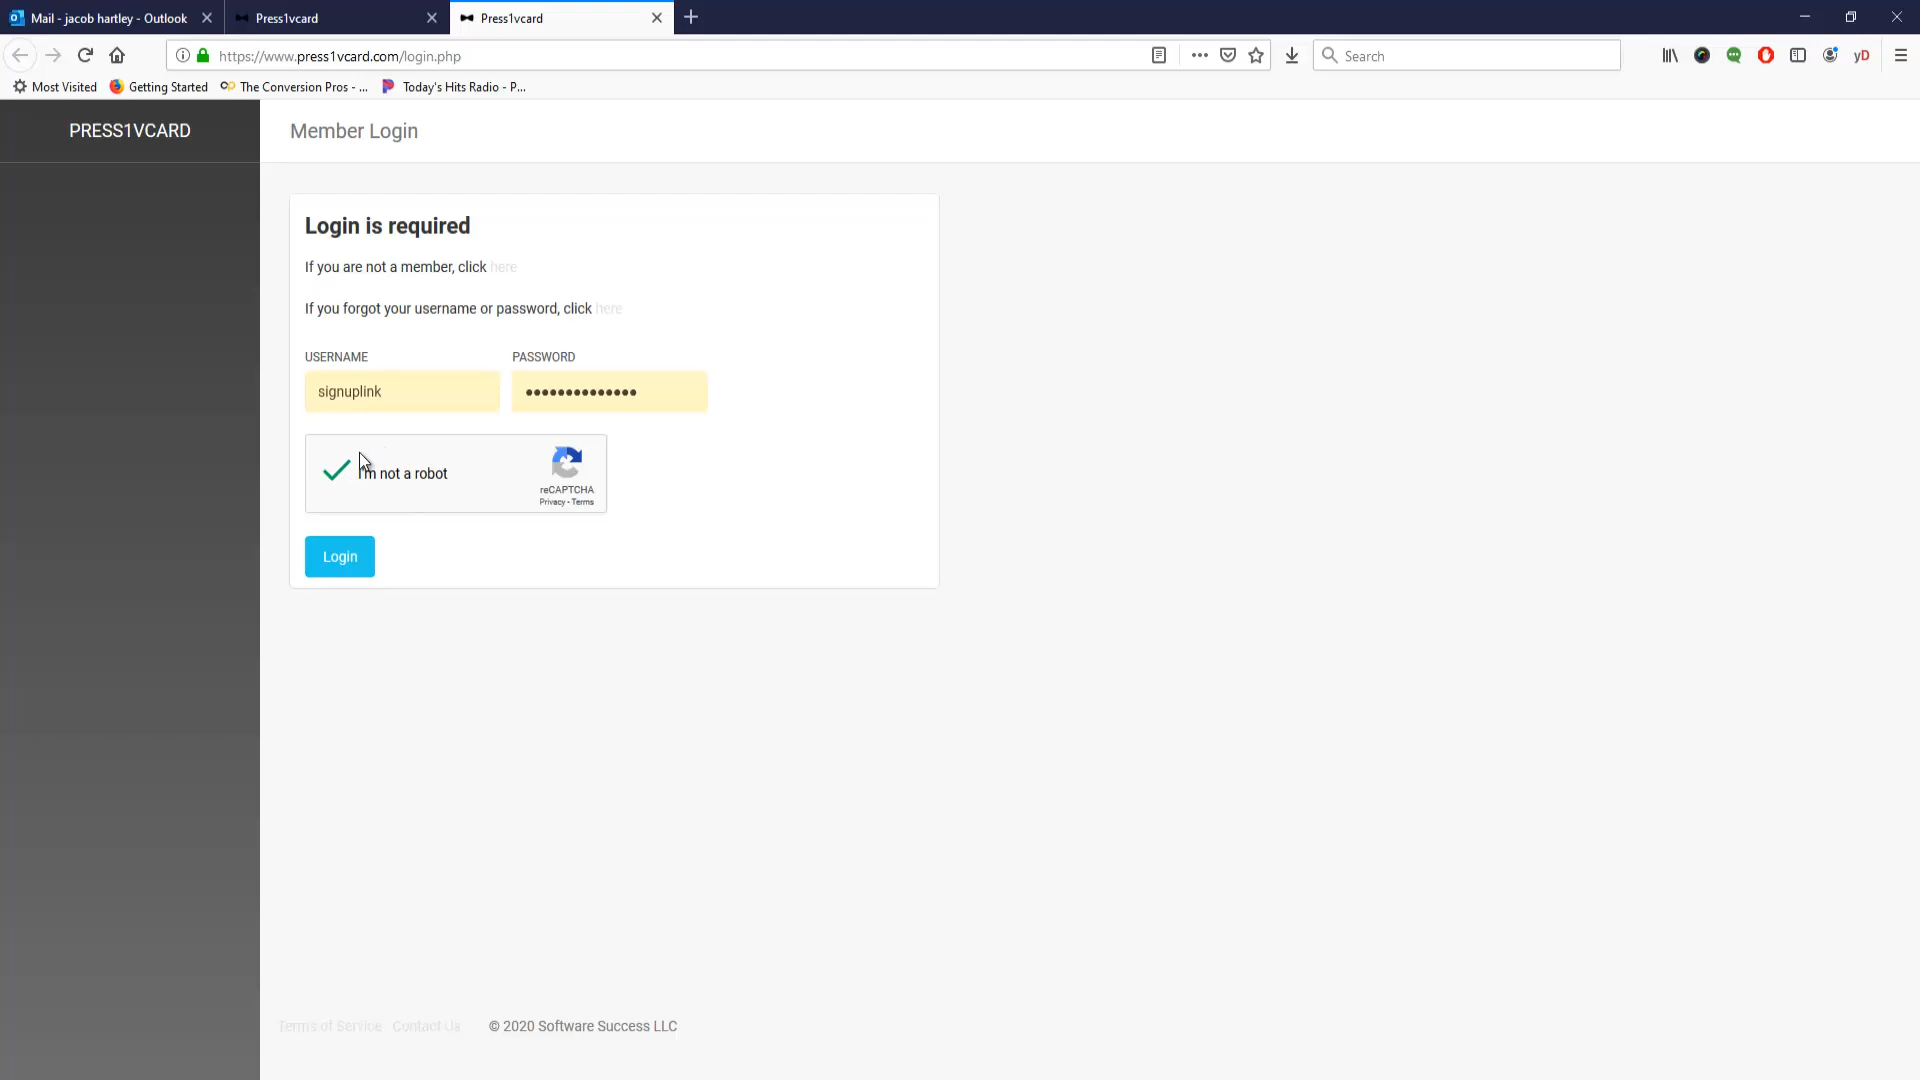 Mail - jacob hartley - Outlook
Press1vcard
Press1vcard
https://www.press1vcard.com/login.php
Search
yD
Most Visited
Getting Started
The Conversion Pros - ...
Today's Hits Radio - P...
PRESS1VCARD
Member Login
Login is required
If you are not a member, click here
If you forgot your username or password, click here
USERNAME
PASSWORD
signuplink
I'm not a robot
reCAPTCHA
Privacy - Terms
Login
Terms of Service
Contact Us
© 2020 Software Success LLC